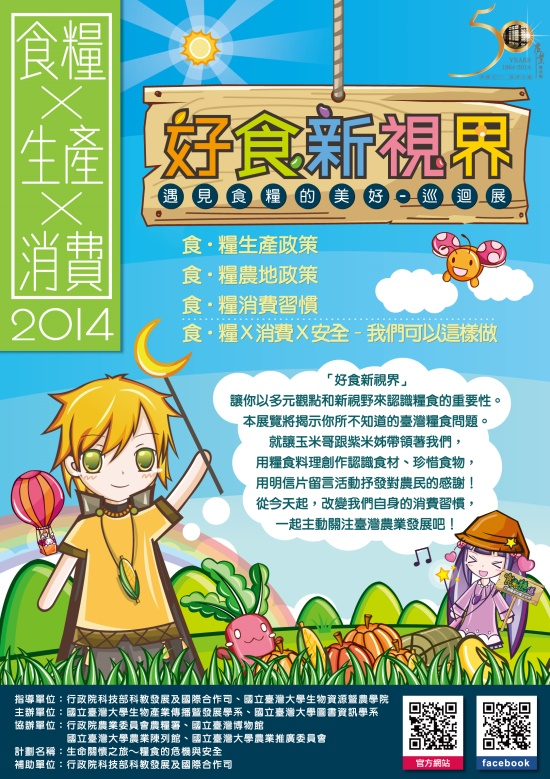 食糧
×
生產
×
消費
2014
50
YEARS
1964-2014
好食新視界
遇見食糧的美好-巡迴展
食・糧生產政策
食・糧農地政策
食・糧消費習慣
食・糧X消費X安全-我們可以這樣做
「好食新視界」
讓你以多元觀點和新視野來認識糧食的重要性。
本展覽將揭示你所不知道的臺灣糧食問題。
就讓玉米哥跟紫米姊帶領著我們,
用糧食料理創作認識食材、珍惜食物,
用明信片留言活動抒發對農民的感謝!
從今天起,改變我們自身的消費習慣,
一起主動關注臺灣農業發展吧!
指導單位:行政院科技部科教發展及國際合作司、國立臺灣大學生物資源暨農學院
主辦單位:國立臺灣大學生物產業傳播暨發展學系、國立臺灣大學圖書資訊學系
協辦單位:行政院農業委員會農糧署、國立臺灣博物館
國立臺灣大學農業陳列館、國立臺灣大學農業推廣委員會
計劃名稱:生命關懷之旅～糧食的危機與安全
補助單位:行政院科技部科教發展及國際合作司
官方網站
facebook